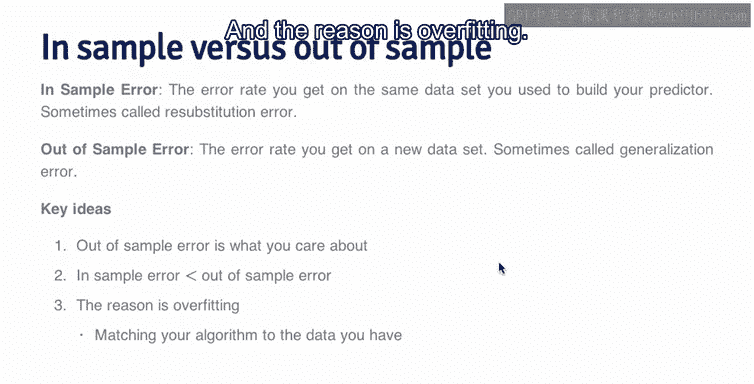 And the reason is overfitting.
In sample versus out of sample
In Sample Error: The error rate you get on the same data set you used to build your predictor.
Sometimes called resubstitution error.
Out of Sample Error: The error rate you get on a new data set. Sometimes called generalization
error.
Key ideas
1. Out of sample error is what you care about
2. In sample error < out of sample error
3. The reason is overfitting
· Matching your algorithm to the data you have